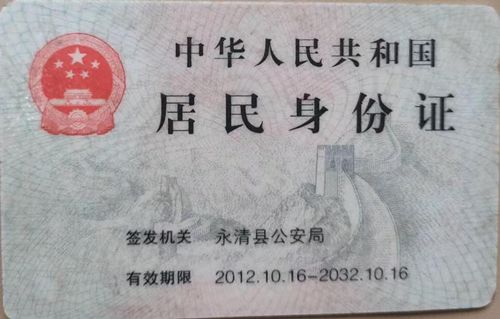 中华人民共和国
居民身份证
签发机关 永清县公安局
有效期限 2012.10.16-2032.10.16